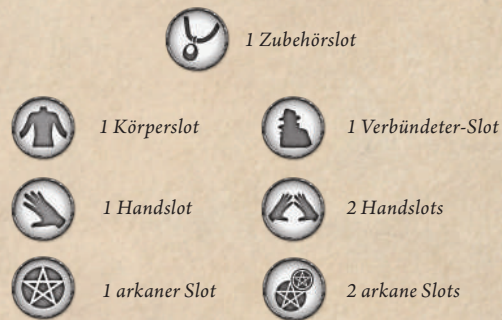 1 Zubehörslot
1 Körperslot
1 Verbündeter-Slot
1 Handslot
2 Handslots
1 arkaner Slot
2 arkane Slots